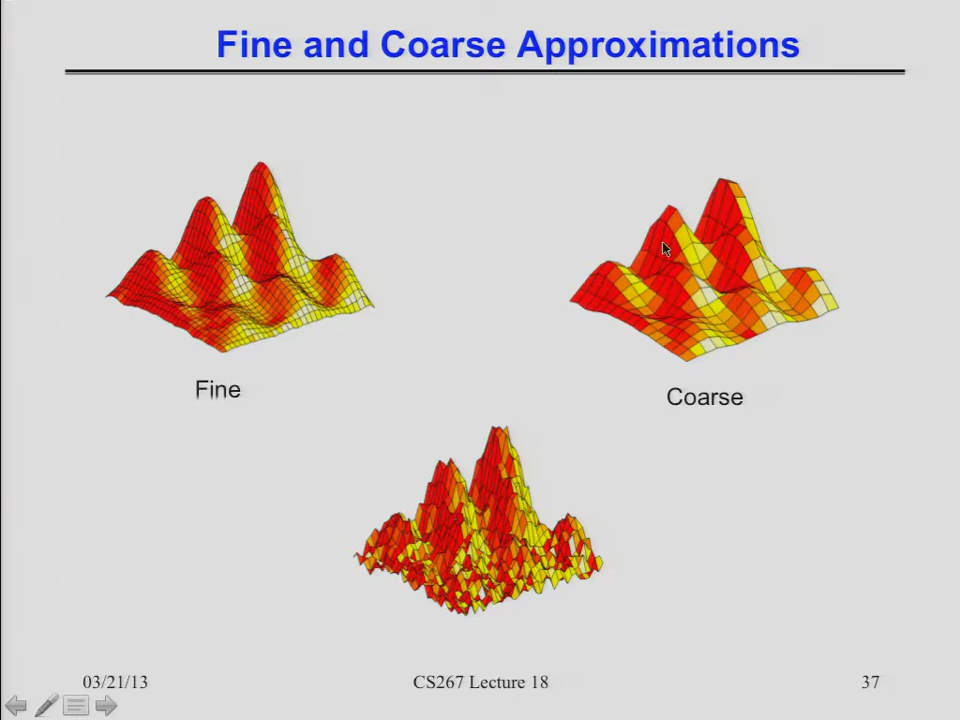 Fine and Coarse Approximations
Fine
Coarse
03/21/13
CS267 Lecture 18
37